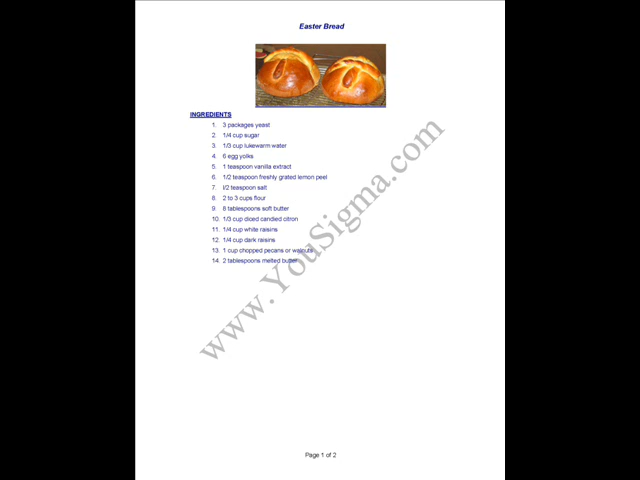 Easter Bread
INGREDIENTS
1. 3 packages yeast
2. 1/4 cup sugar
3. 1/3 cup lukewarm water
4. 6 egg yolks
5. 1 teaspoon vanilla extract
6. 1/2 teaspoon freshly grated lemon peel
7. I/2 teaspoon salt
8 2 to 3 cups flour
9. 8 tablespoons soft butter
10. 1/3 cup diced candied citron
11. 1/4 cup white raisins
12. 1/4 cup dark raisins
13. 1 cup chopped pecans or walnuts
14. 2 tablespoons melted butter
www.YouSigma.com
Page 1 of 2